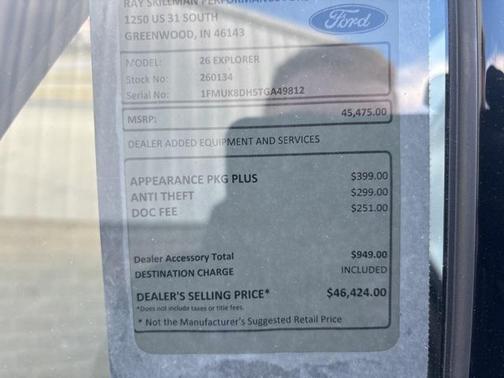 RAY SKILLMAN
1250 US 31 SOUTH
GREENWOOD, IN 46143
Ford
MODEL: 26 EXPLORER
Stock No: 260134
Serial No: 1FMUK8DH5TGA49812
MSRP: 45,475.00
DEALER ADDED EQUIPMENT AND SERVICES
APPEARANCE PKG PLUS $399.00
ANTI THEFT $299.00
DOC FEE $251.00
Dealer Accessory Total $949.00
DESTINATION CHARGE INCLUDED
DEALER'S SELLING PRICE* $46,424.00
*Does not include taxes or title fees.
* Not the Manufacturer's Suggested Retail Price